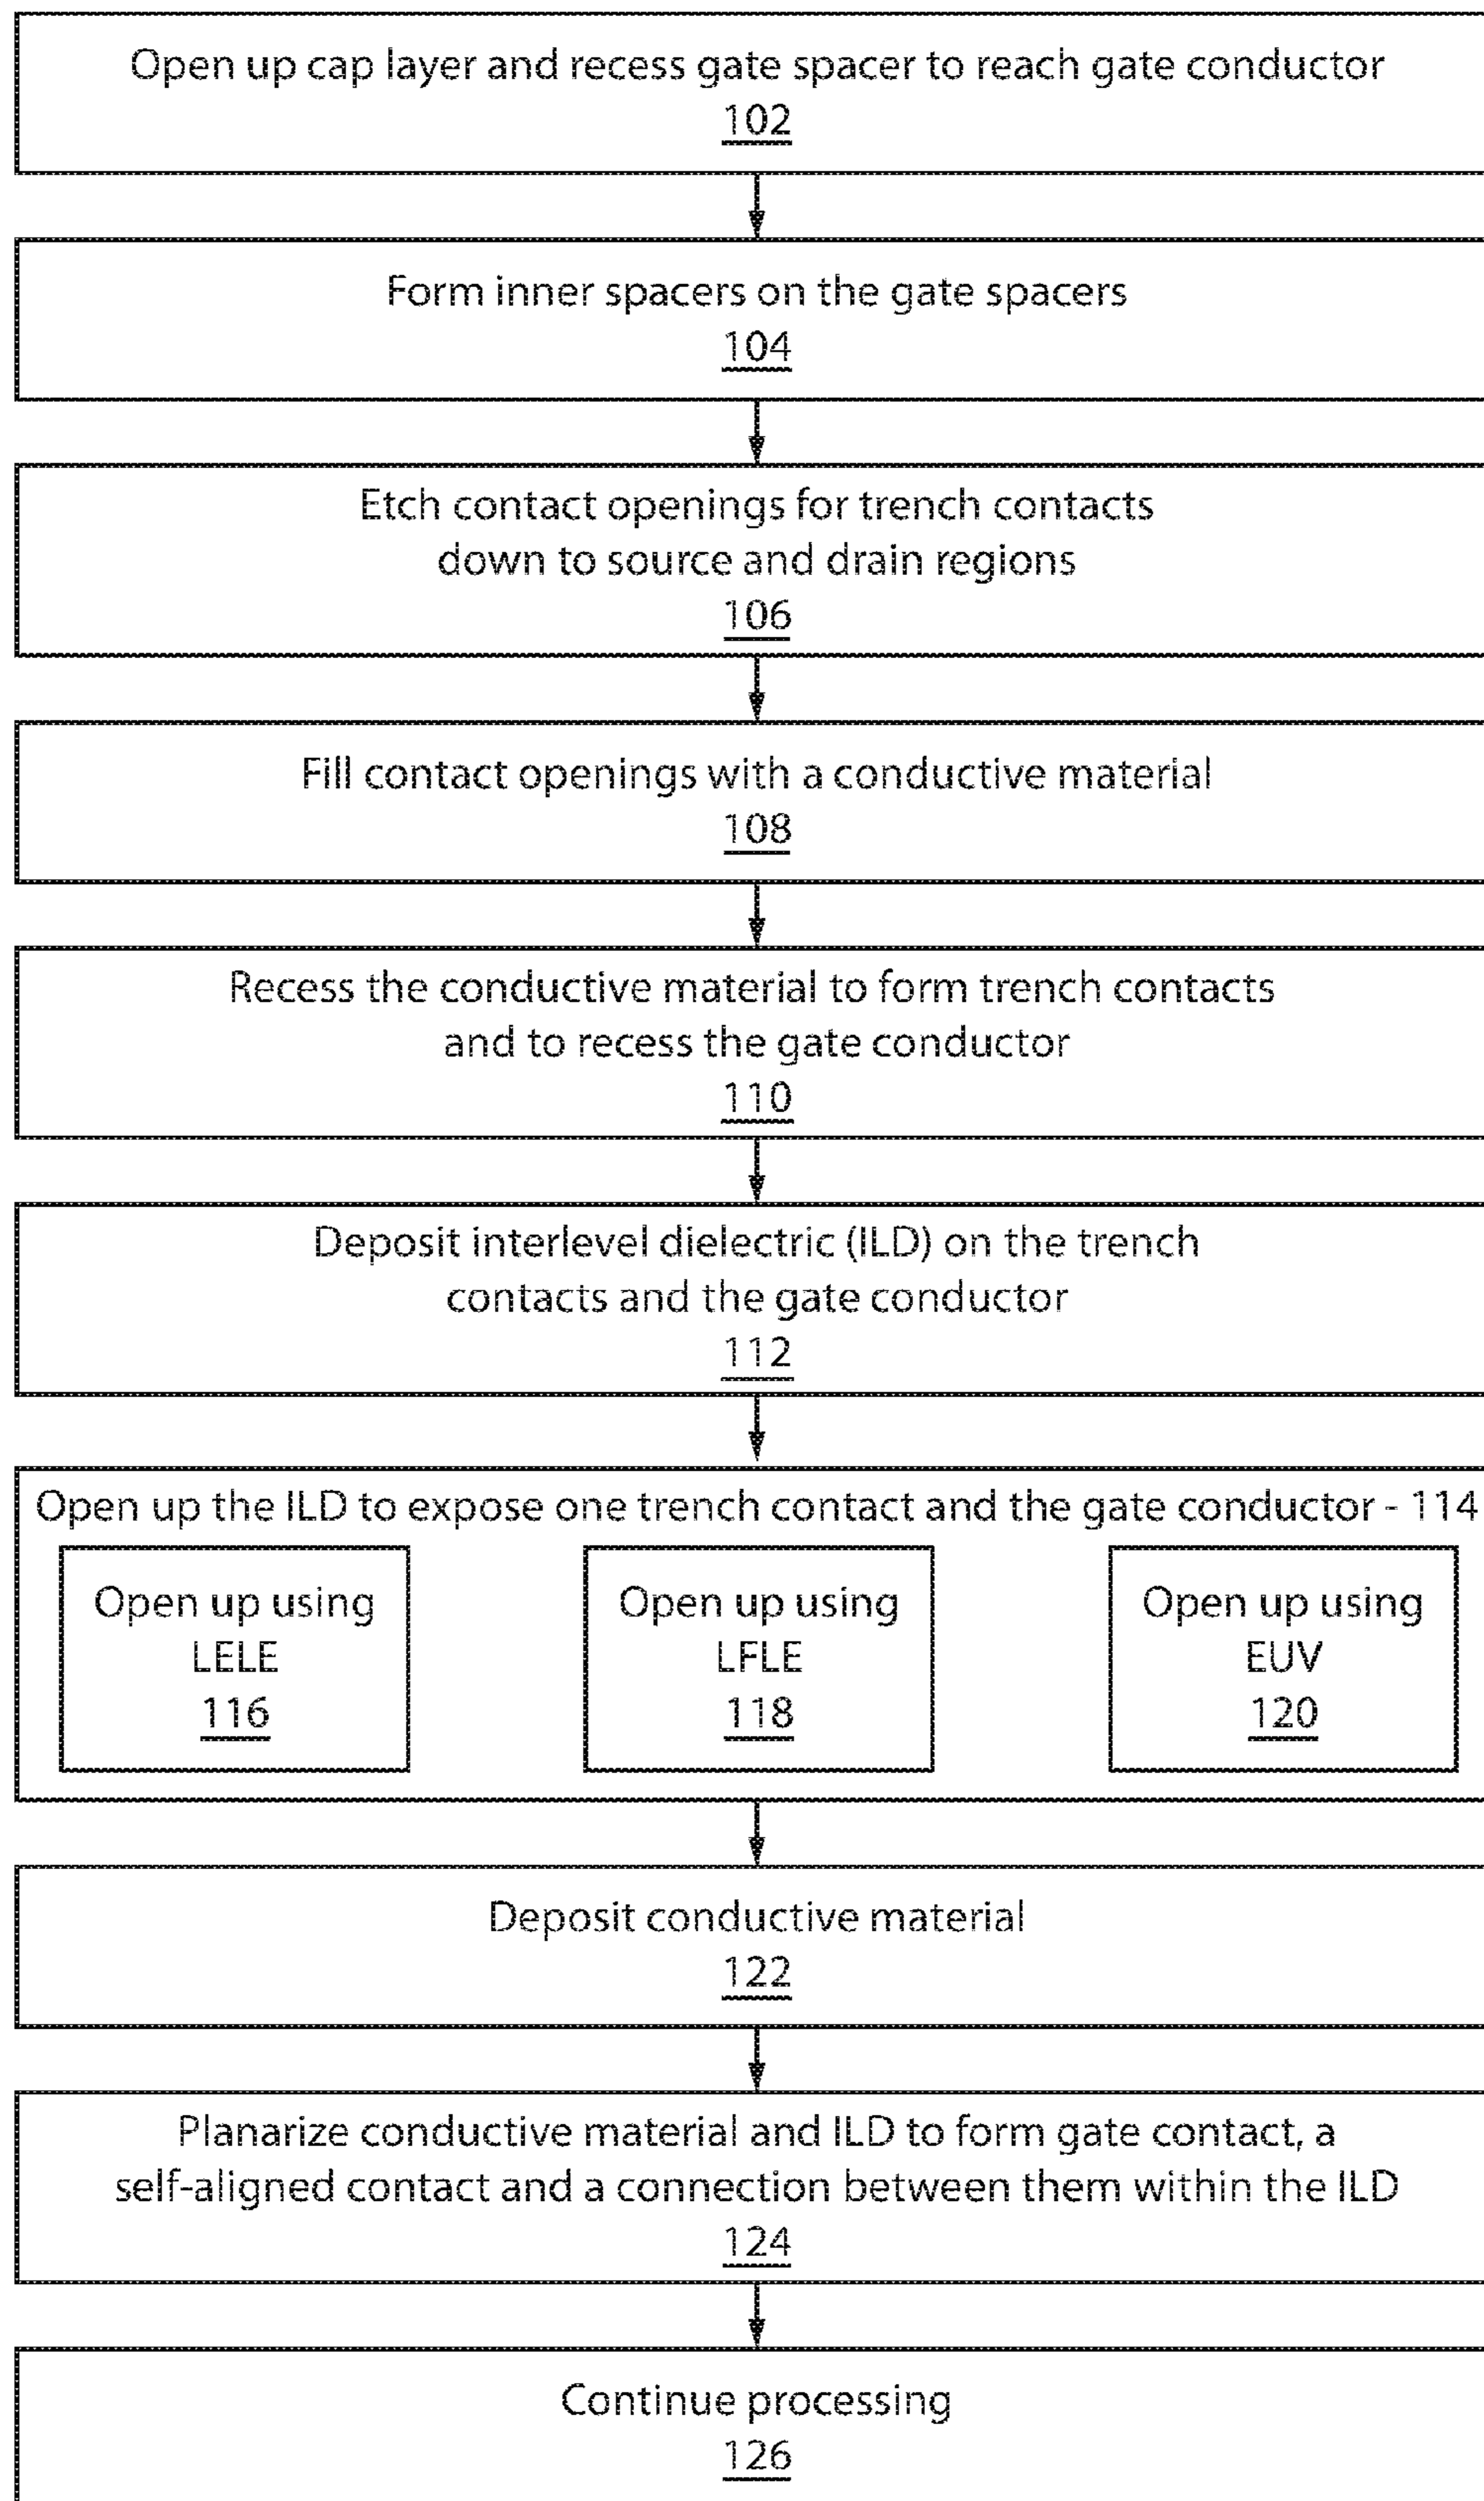 Open up cap layer and recess gate spacer to reach gate conductor
102
Form inner spacers on the gate spacers
104
Etch contact openings for trench contacts
down to source and drain regions
106
Fill contact openings with a conductive material
108
Recess the conductive material to form trench contacts
and to recess the gate conductor
110
Deposit interlevel dielectric (ILD) on the trench
contacts and the gate conductor
112
Open up the ILD to expose one trench contact and the gate conductor - 114
Open up using
LELE
116
Open up using
LFLE
118
Open up using
EUV
120
Deposit conductive material
122
Planarize conductive material and ILD to form gate contact, a
self-aligned contact and a connection between them within the ILD
124
Continue processing
126